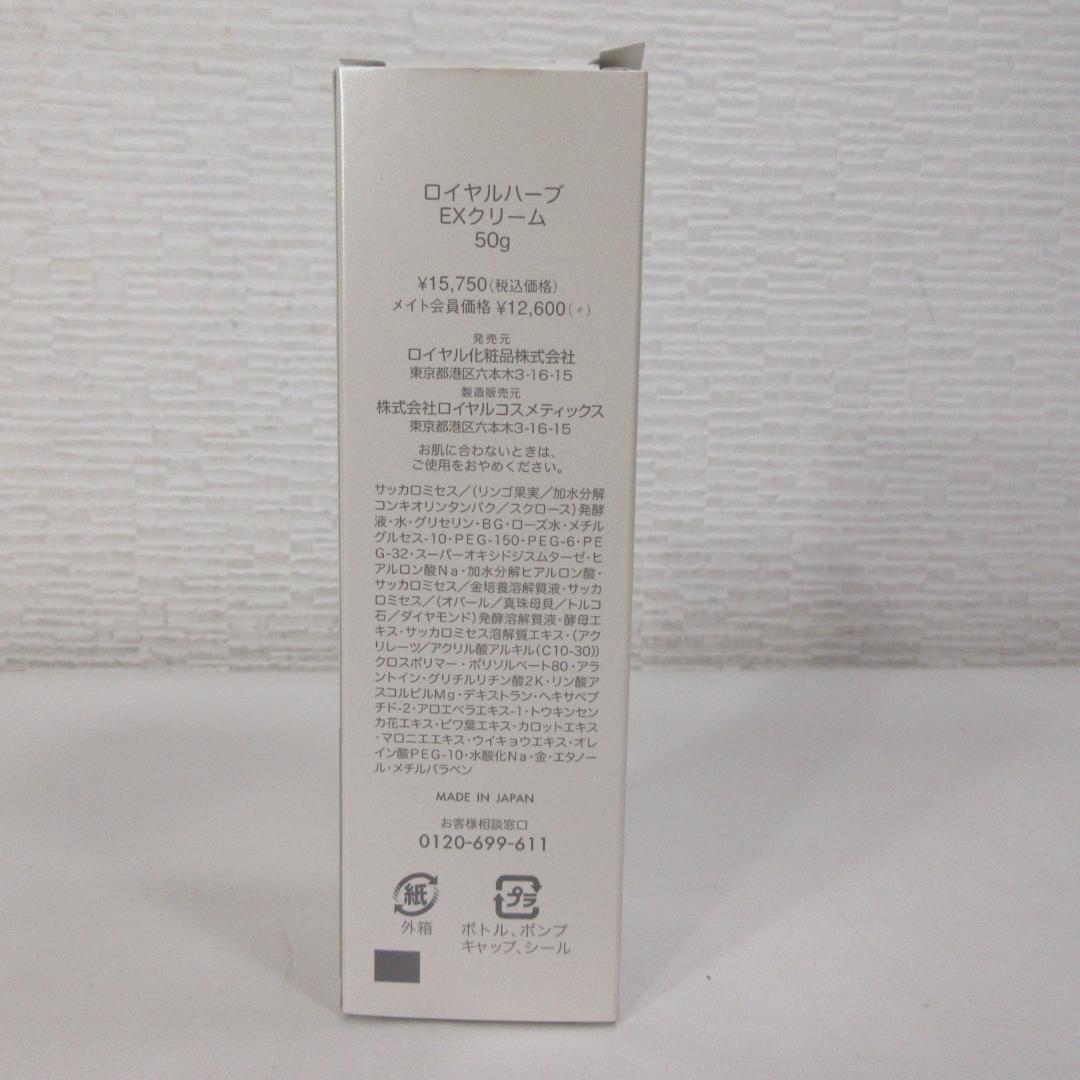 ロイヤルハーブ
EXクリーム
50g
¥15,750(税込価格)
メイト会員価格 ¥12,600(〃)
発売元
ロイヤル化粧品株式会社
東京都港区六本木3-16-15
製造販売元
株式会社ロイヤルコスメティックス
東京都港区六本木3-16-15
お肌に合わないときは、
ご使用をおやめください。
サッカロミセス/(リンゴ果実/加水分解
コンキオリンタンパク/スクロース)発酵
液・水・グリセリン・BG・ローズ水・メチル
グルセス-10・PEG-150・PEG-6・PE
G-32・スーパーオキシドジスムターゼ・ヒ
アルロン酸Na・加水分解ヒアルロン酸・
サッカロミセス/金培養溶解質液・サッカ
ロミセス/(オパール/真珠母貝/トルコ
石/ダイヤモンド)発酵溶解質液・酵母エ
キス・サッカロミセス溶解質エキス・(アク
リレーツ/アクリル酸アルキル(C10-30))
クロスポリマー・ポリソルベート80・アラ
ントイン・グリチルリチン酸2K・リン酸ア
スコルビルMg・デキストラン・ヘキサペプ
チド-2・アロエベラエキス-1・トウキンセン
カ花エキス・ビワ葉エキス・カロットエキス
・マロニエエキス・ウイキョウエキス・オレ
イン酸PEG-10・水酸化Na・金・エタノー
ル・メチルパラベン
MADE IN JAPAN
お客様相談窓口
0120-699-611
紙 プラ
外箱 ボトル、ポンプ
キャップ、シール